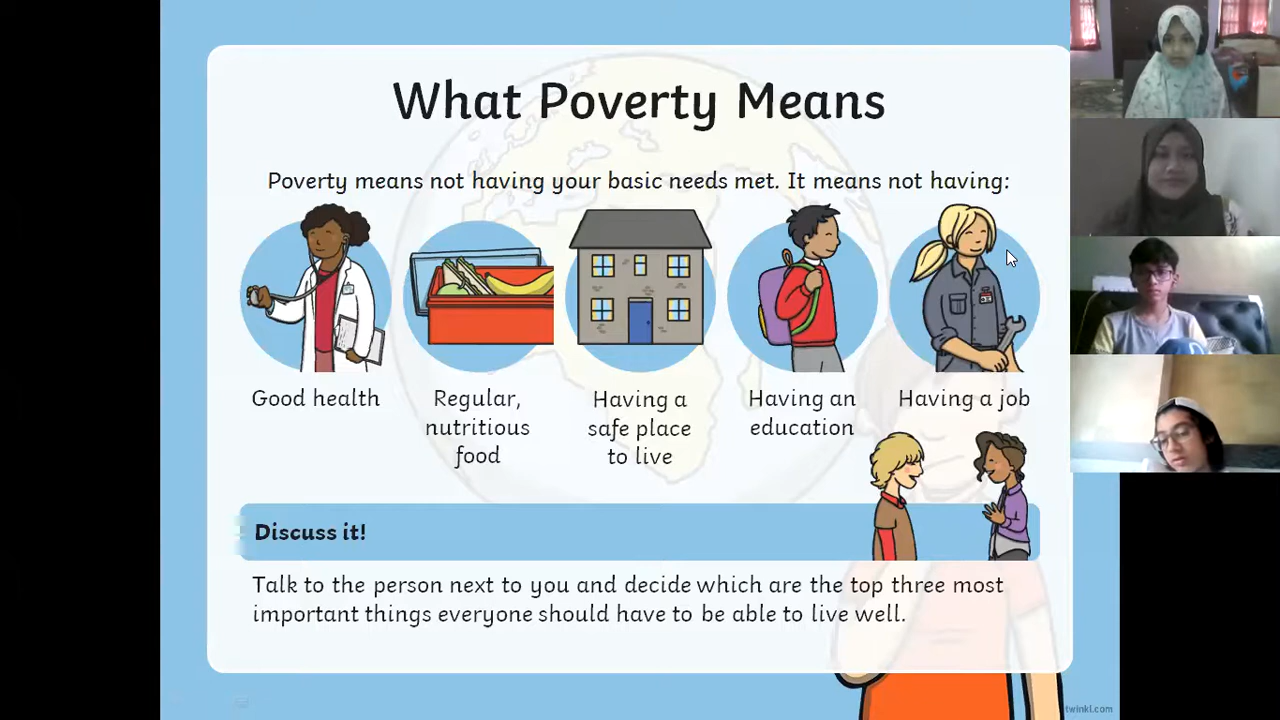 What Poverty Means
Poverty means not having your basic needs met. It means not having:
Good health
Regular,
nutritious
food
Having a
safe place
to live
Having an
education
Having a job
Discuss it!
Talk to the person next to you and decide which are the top three most
important things everyone should have to be able to live well.
twinkl.com